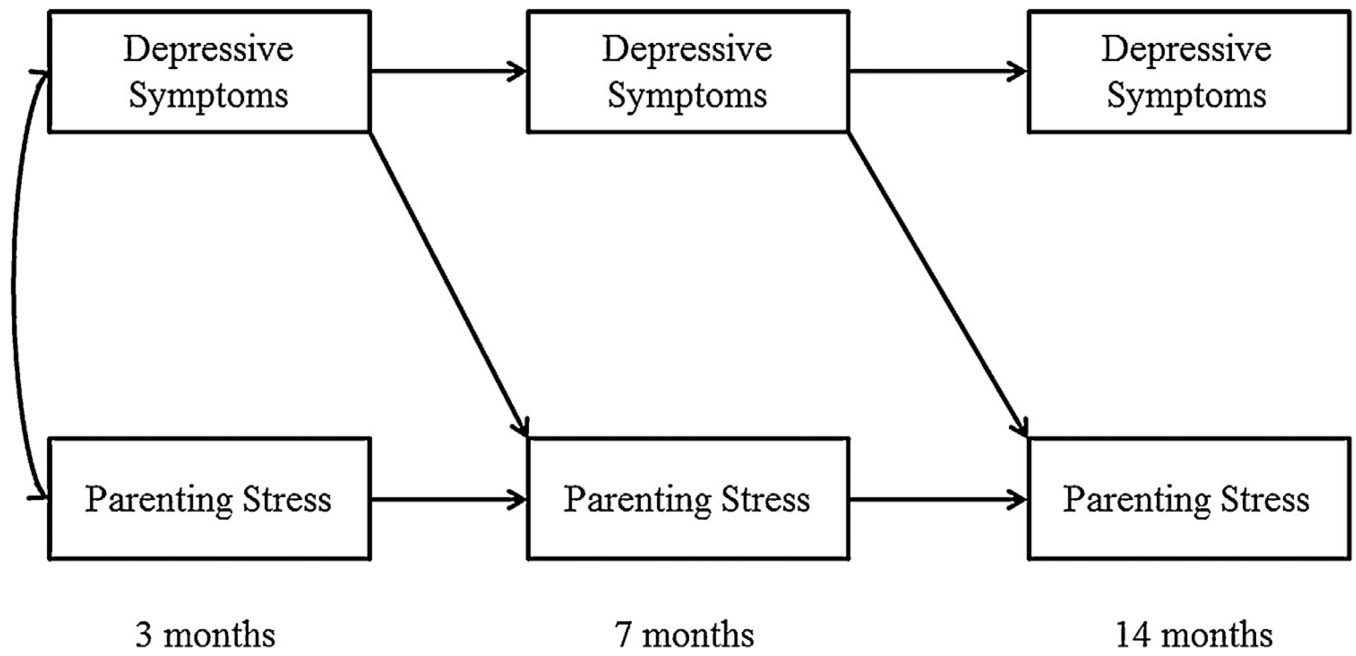 Depressive
Symptoms
Depressive
Symptoms
Depressive
Symptoms
Parenting Stress
Parenting Stress
Parenting Stress
3 months
7 months
14 months